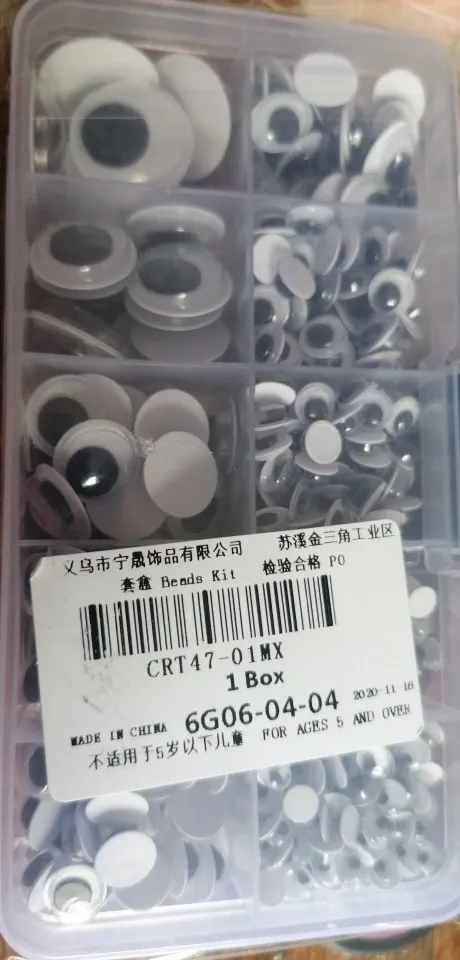 义乌市宁晟饰品有限公司 苏溪金三角工业区
套盒 Beads Kit 检验合格 PO
CRT47-01MX
1 Box
6G06-04-04 2020-11-18
MADE IN CHINA
不适用于5岁以下儿童 FOR AGES 5 AND OVER